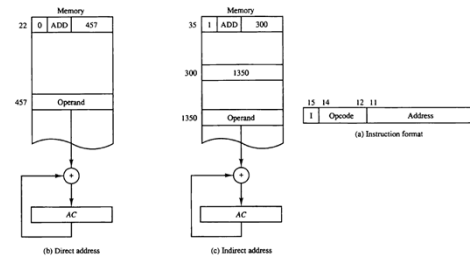 Memory
22 0 ADD 457
457 Operand
+
AC
(b) Direct address
Memory
35 1 ADD 300
300 1350
1350 Operand
+
AC
(c) Indirect address
15 14 12 11
I Opcode Address
(a) Instruction format